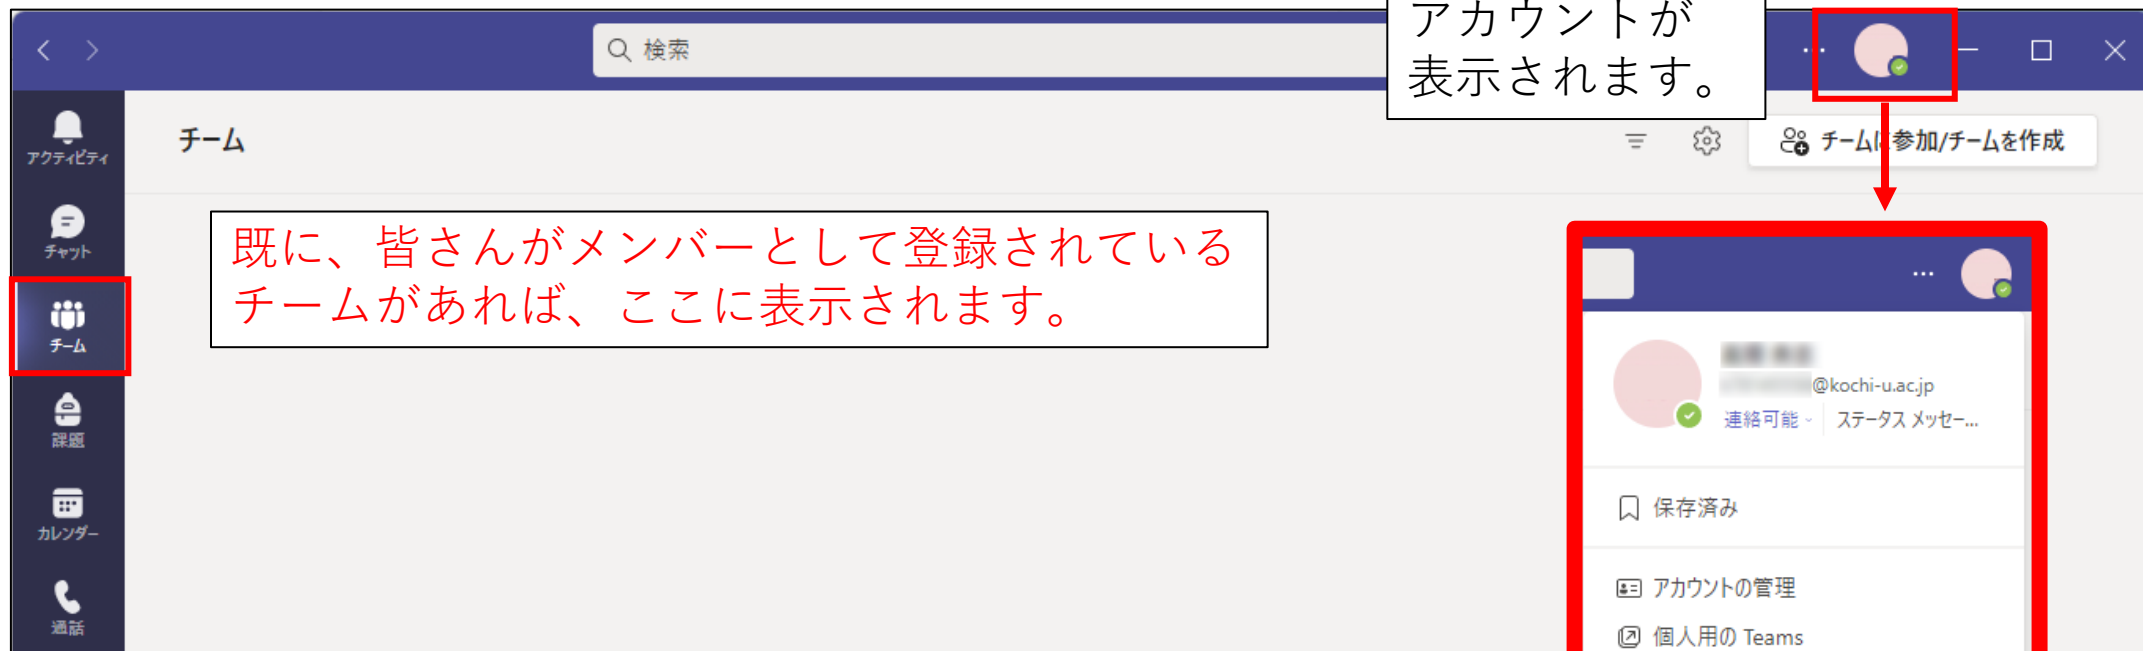 アカウントが
表示されます。
検索
アクティビティ
チーム
チームに参加/チームを作成
チャット
既に、皆さんがメンバーとして登録されている
チームがあれば、ここに表示されます。
チーム
課題
カレンダー
通話
@kochi-u.ac.jp
連絡可能 ステータス メッセー...
保存済み
アカウントの管理
個人用の Teams